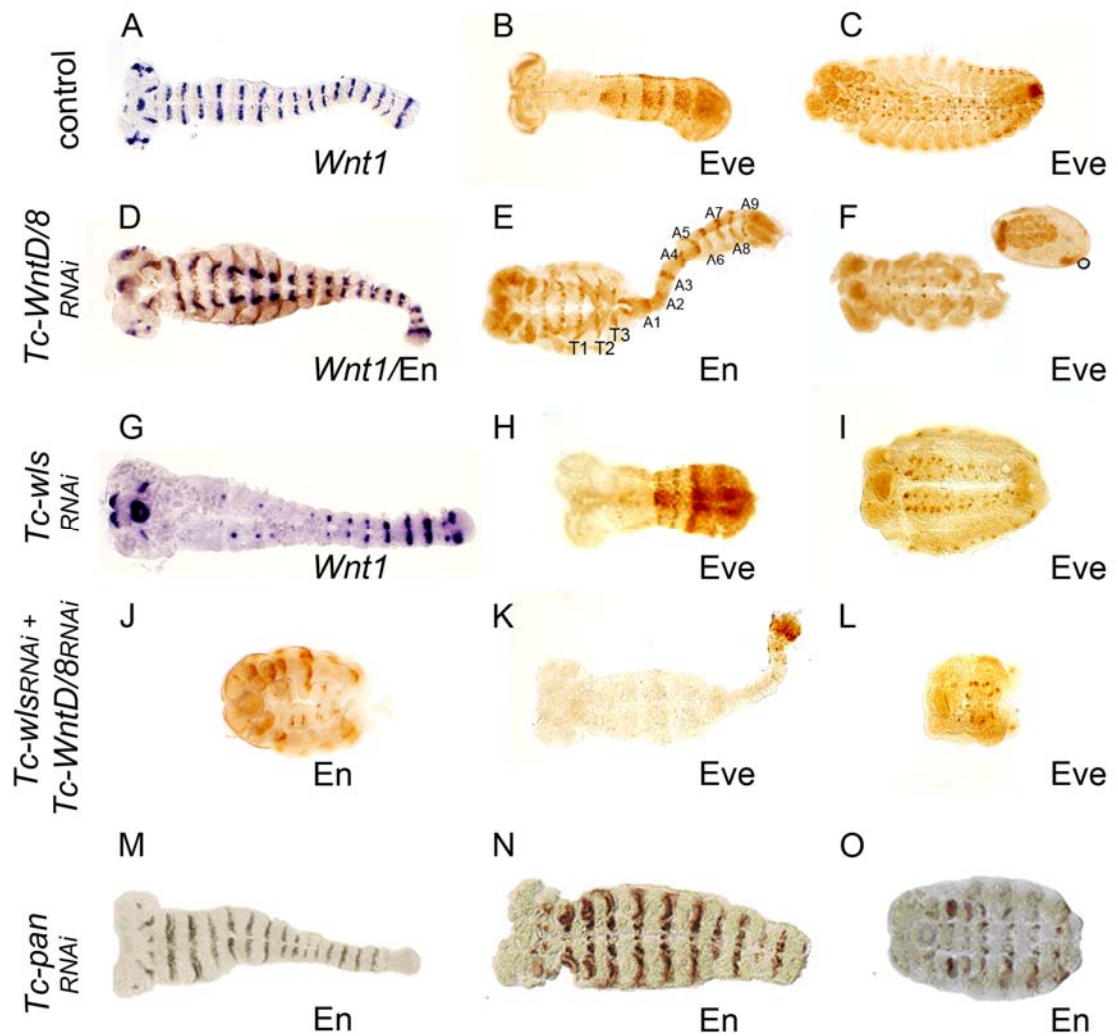 A
B
C
control
Wnt1
Eve
Eve
D
E
F
Tc-WntD/8
RNAi
A9
A7
A5
A8
A4
A6
A3
A2
A1
T3
T1 T2
Wnt1/En
En
Eve
G
H
I
Tc-wls
RNAi
Wnt1
Eve
Eve
J
K
L
Tc-wlsRNAi +
Tc-WntD/8RNAi
En
Eve
Eve
M
N
O
Tc-pan
RNAi
En
En
En